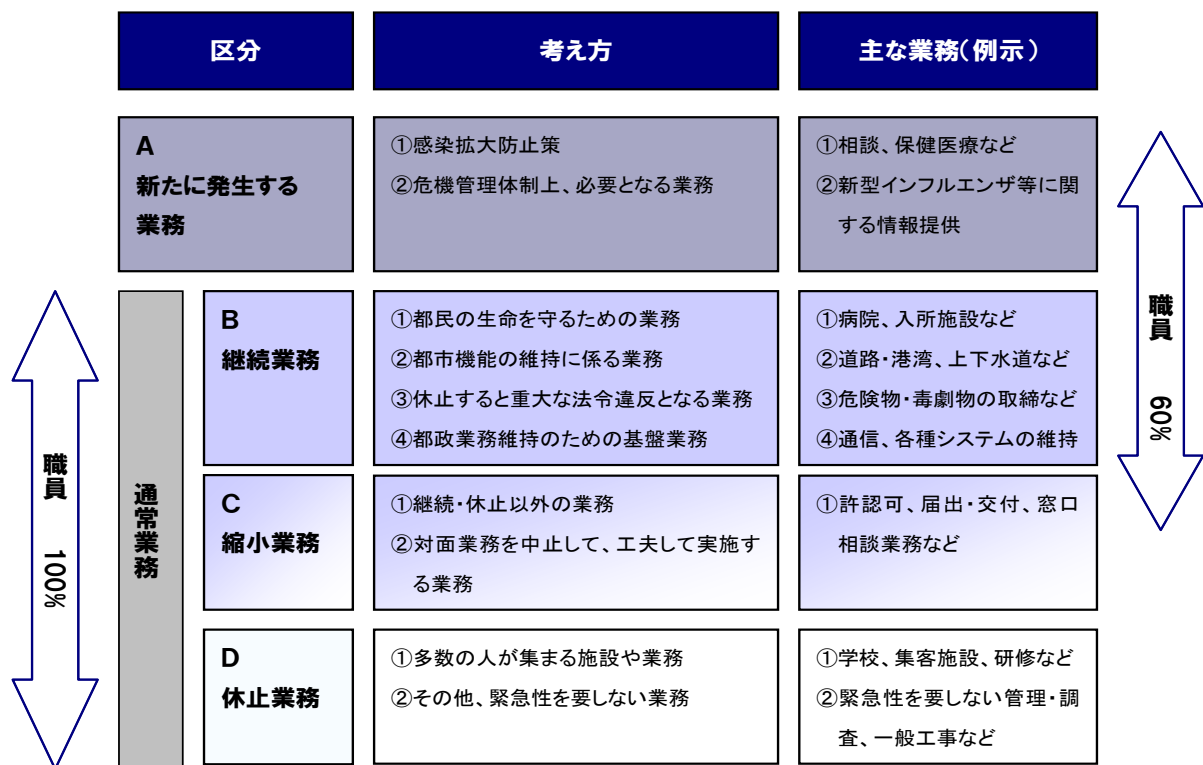 区分
考え方
主な業務（例示）
A
新たに発生する
業務
①感染拡大防止策
②危機管理体制上、必要となる業務
①相談、保健医療など
②新型インフルエンザ等に関
する情報提供
職員 60%
職員 100%
通常業務
B
継続業務
①都民の生命を守るための業務
②都市機能の維持に係る業務
③休止すると重大な法令違反となる業務
④都政業務維持のための基盤業務
①病院、入所施設など
②道路・港湾、上下水道など
③危険物・毒劇物の取締など
④通信、各種システムの維持
C
縮小業務
①継続・休止以外の業務
②対面業務を中止して、工夫して実施す
る業務
①許認可、届出・交付、窓口
相談業務など
D
休止業務
①多数の人が集まる施設や業務
②その他、緊急性を要しない業務
①学校、集客施設、研修など
②緊急性を要しない管理・調
査、一般工事など